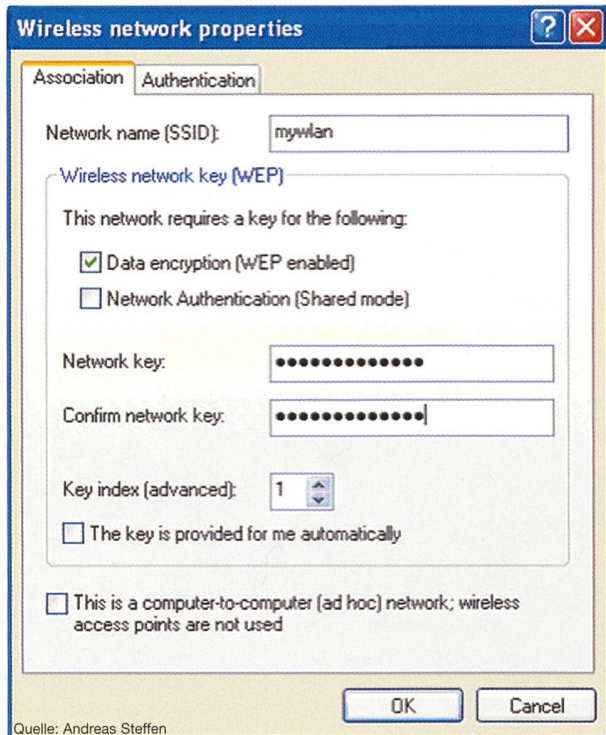 Wireless network properties
Association Authentication
Network name (SSID): mywlan
Wireless network key (WEP)
This network requires a key for the following:
Data encryption (WEP enabled)
Network Authentication (Shared mode)
Network key: •••••••••••••
Confirm network key: •••••••••••••
Key index (advanced): 1
The key is provided for me automatically
This is a computer-to-computer (ad hoc) network; wireless
access points are not used
OK Cancel
Quelle: Andreas Steffen